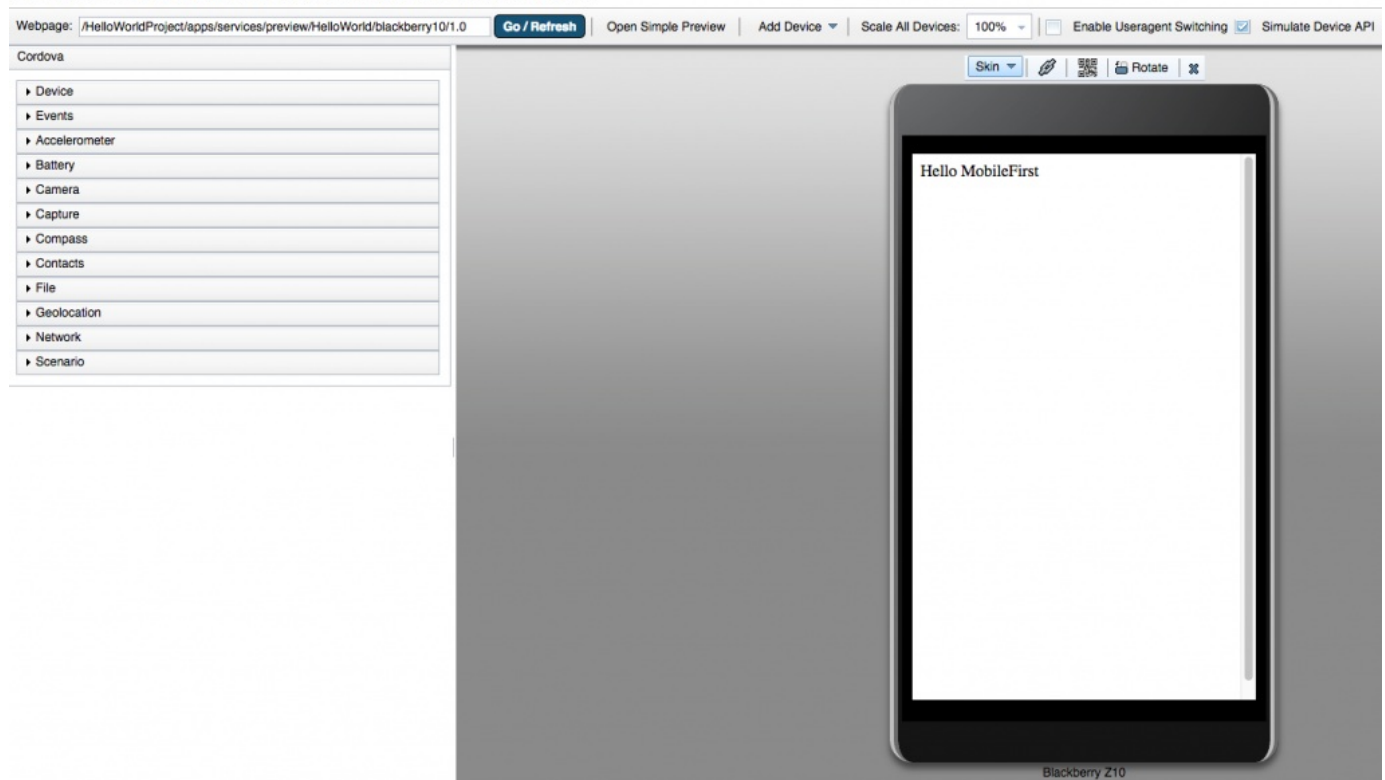 Webpage: /HelloWorldProject/apps/services/preview/HelloWorld/blackberry10/1.0 Go / Refresh Open Simple Preview Add Device Scale All Devices: 100% Enable Useragent Switching Simulate Device API
Cordova
Skin Rotate
Device
Events
Accelerometer
Battery
Camera
Capture
Compass
Contacts
File
Geolocation
Network
Scenario
Hello MobileFirst
Blackberry Z10